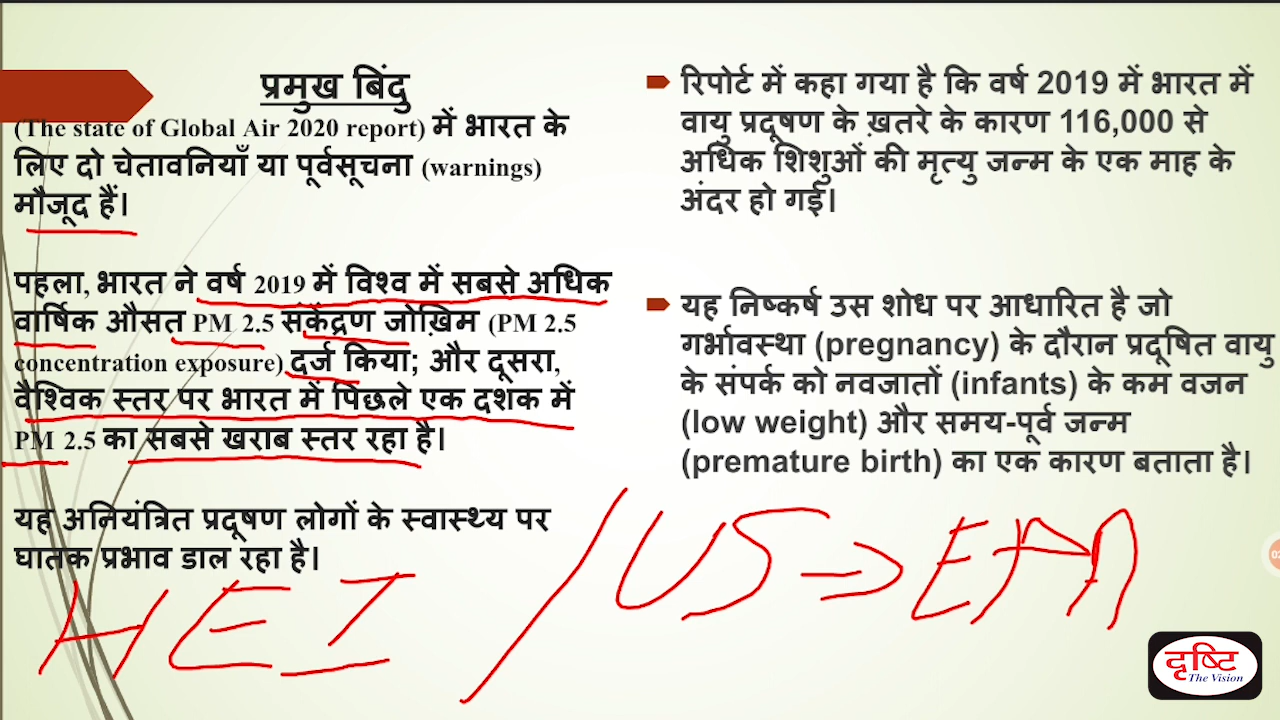 प्रमुख बिंदु
(The state of Global Air 2020 report) में भारत के
लिए दो चेतावनियाँ या पूर्वसूचना (warnings)
मौजूद हैं।
पहला, भारत ने वर्ष 2019 में विश्व में सबसे अधिक
वार्षिक औसत PM 2.5 संकेंद्रण जोख़िम (PM 2.5
concentration exposure) दर्ज किया; और दूसरा,
वैश्विक स्तर पर भारत में पिछले एक दशक में
PM 2.5 का सबसे खराब स्तर रहा है।
यह अनियंत्रित प्रदूषण लोगों के स्वास्थ्य पर
घातक प्रभाव डाल रहा है।
HEI / US → EPA
रिपोर्ट में कहा गया है कि वर्ष 2019 में भारत में
वायु प्रदूषण के ख़तरे के कारण 116,000 से
अधिक शिशुओं की मृत्यु जन्म के एक माह के
अंदर हो गई।
यह निष्कर्ष उस शोध पर आधारित है जो
गर्भावस्था (pregnancy) के दौरान प्रदूषित वायु
के संपर्क को नवजातों (infants) के कम वजन
(low weight) और समय-पूर्व जन्म
(premature birth) का एक कारण बताता है।
दृष्टि
The Vision